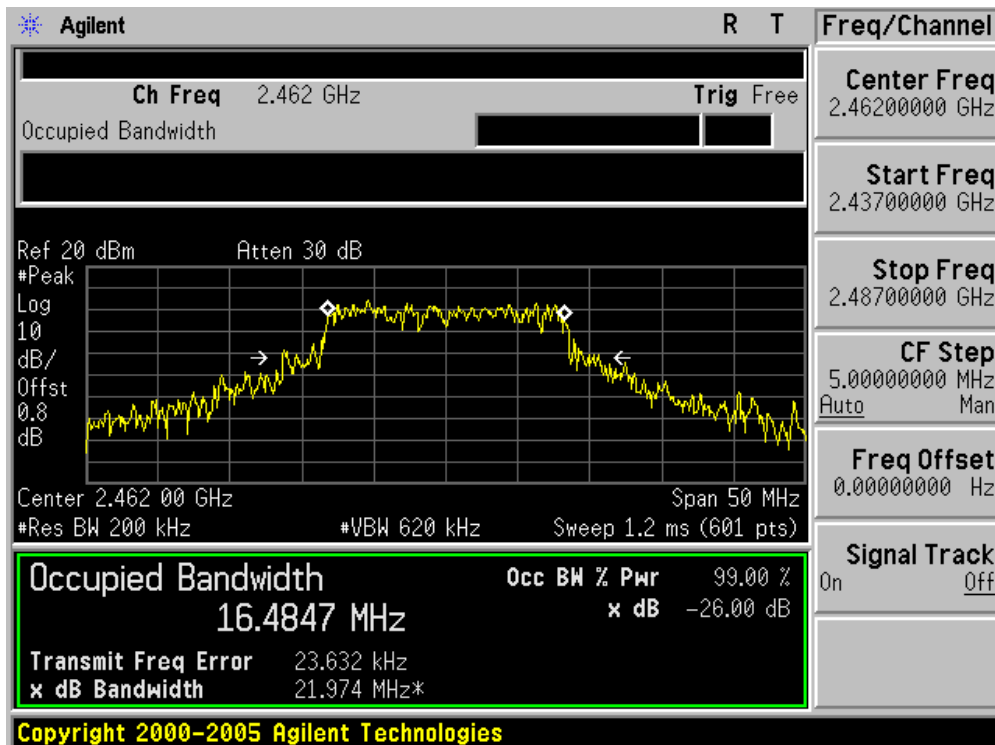 Agilent R T Freq/Channel
Ch Freq 2.462 GHz Trig Free
Occupied Bandwidth
Center Freq
2.46200000 GHz
Start Freq
2.43700000 GHz
Stop Freq
2.48700000 GHz
CF Step
5.00000000 MHz
Auto Man
Freq Offset
0.00000000 Hz
Signal Track
On Off
Ref 20 dBm Atten 30 dB
#Peak
Log
10
dB/
Offst
0.8
dB
Center 2.462 00 GHz Span 50 MHz
#Res BW 200 kHz #VBW 620 kHz Sweep 1.2 ms (601 pts)
Occupied Bandwidth Occ BW % Pwr 99.00 %
16.4847 MHz x dB -26.00 dB
Transmit Freq Error 23.632 kHz
x dB Bandwidth 21.974 MHz*
Copyright 2000-2005 Agilent Technologies